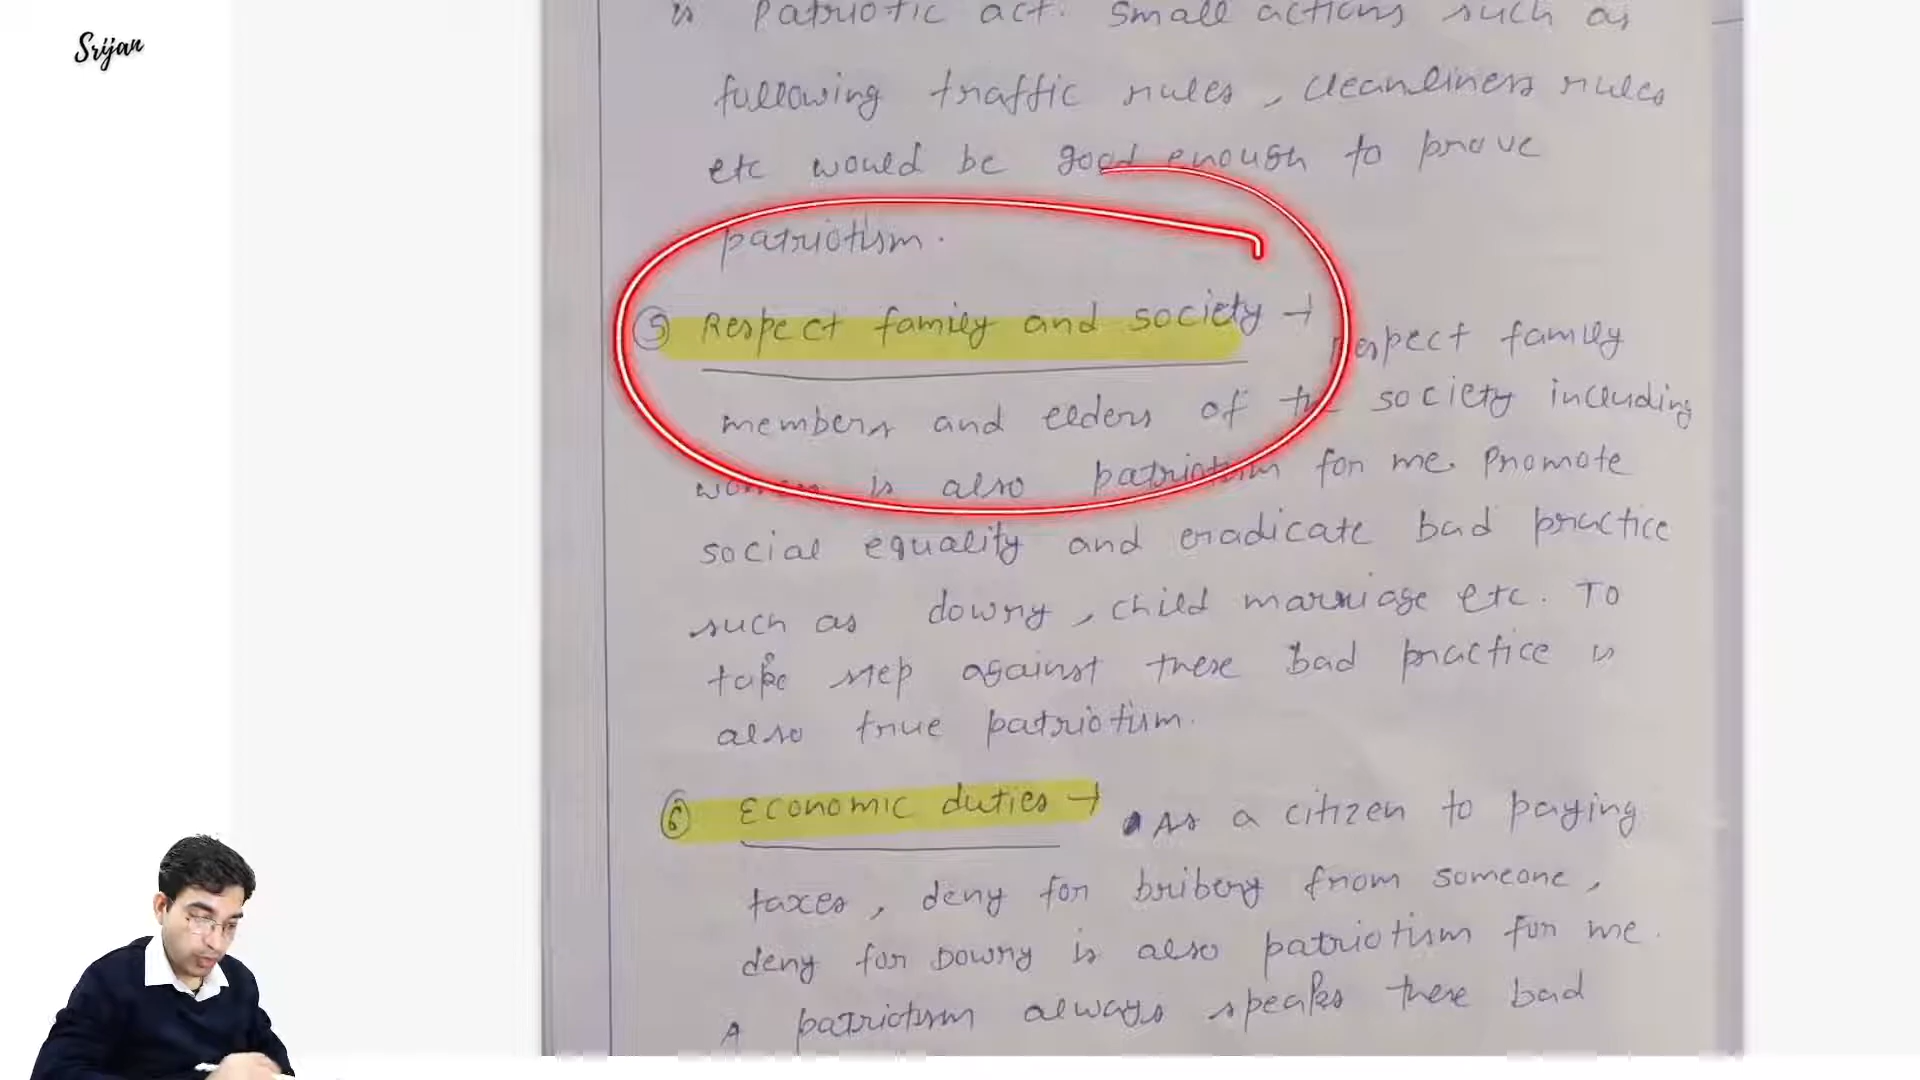 Srijan
is Patriotic act. Small actions such as
following traffic rules, cleanliness rules
etc would be good enough to prove
patriotism.
⑤ Respect family and society → Respect family
members and elders of the society including
women is also patriotism for me. Promote
social equality and eradicate bad practice
such as dowry, child marriage etc. To
take step against these bad practice is
also true patriotism.
⑥ Economic duties → As a citizen to paying
taxes, deny for bribery from someone,
deny for Dowry is also patriotism for me.
A patriotism always speaks these bad